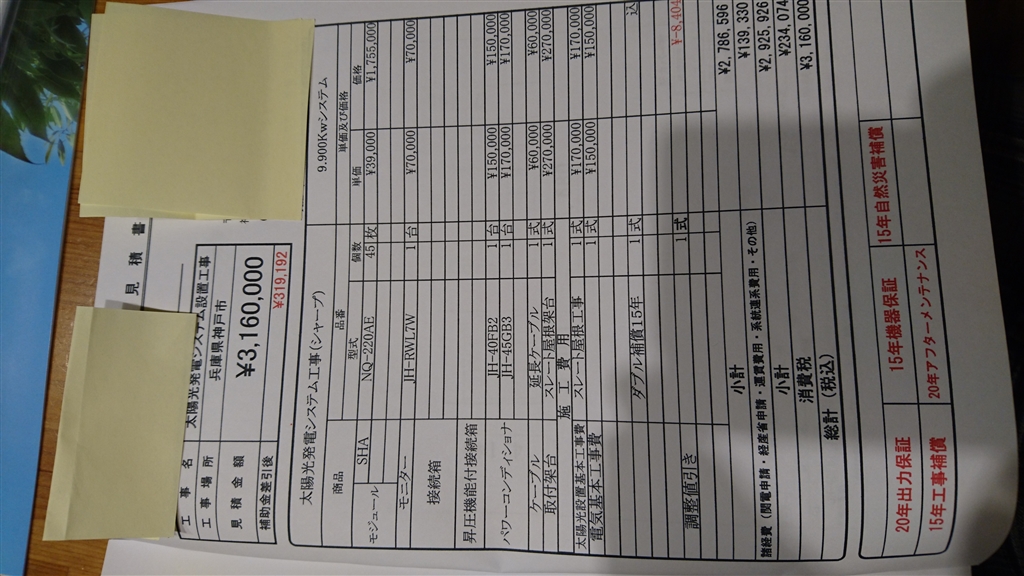 見積書
工事名 太陽光発電システム設置工事
工事場所 兵庫県神戸市
見積金額 ¥3,160,000
補助金差引後 ¥319,192
太陽光発電システム工事(シャープ) 9.900Kwシステム
商品 品番 単価及び価格
型式 個数 単価 価格
モジュール SHA NQ-220AE 45 枚 ¥39,000 ¥1,755,000
モニター JH-RWL7W 1 台 ¥70,000 ¥70,000
接続箱
昇圧機能付接続箱
パワーコンディショナ JH-40FB2 1 台 ¥150,000 ¥150,000
JH-45GB3 1 台 ¥170,000 ¥170,000
ケーブル 延長ケーブル 1 式 ¥60,000 ¥60,000
取付架台 スレート屋根架台 1 式 ¥270,000 ¥270,000
施工費用
太陽光設置基本工事費 スレート屋根工事 1 式 ¥170,000 ¥170,000
電気基本工事費 1 式 ¥150,000 ¥150,000
ダブル補償15年 1 式 込
調整値引き 1 式 ¥-8,404
小計 ¥2,786,596
諸経費(関電申請・経産省申請・運賃費用・系統連系費用・その他) ¥139,330
小計 ¥2,925,926
消費税 ¥234,074
総計(税込) ¥3,160,000
20年出力保証 15年機器保証 15年自然災害補償
15年工事補償 20年アフターメンテナンス